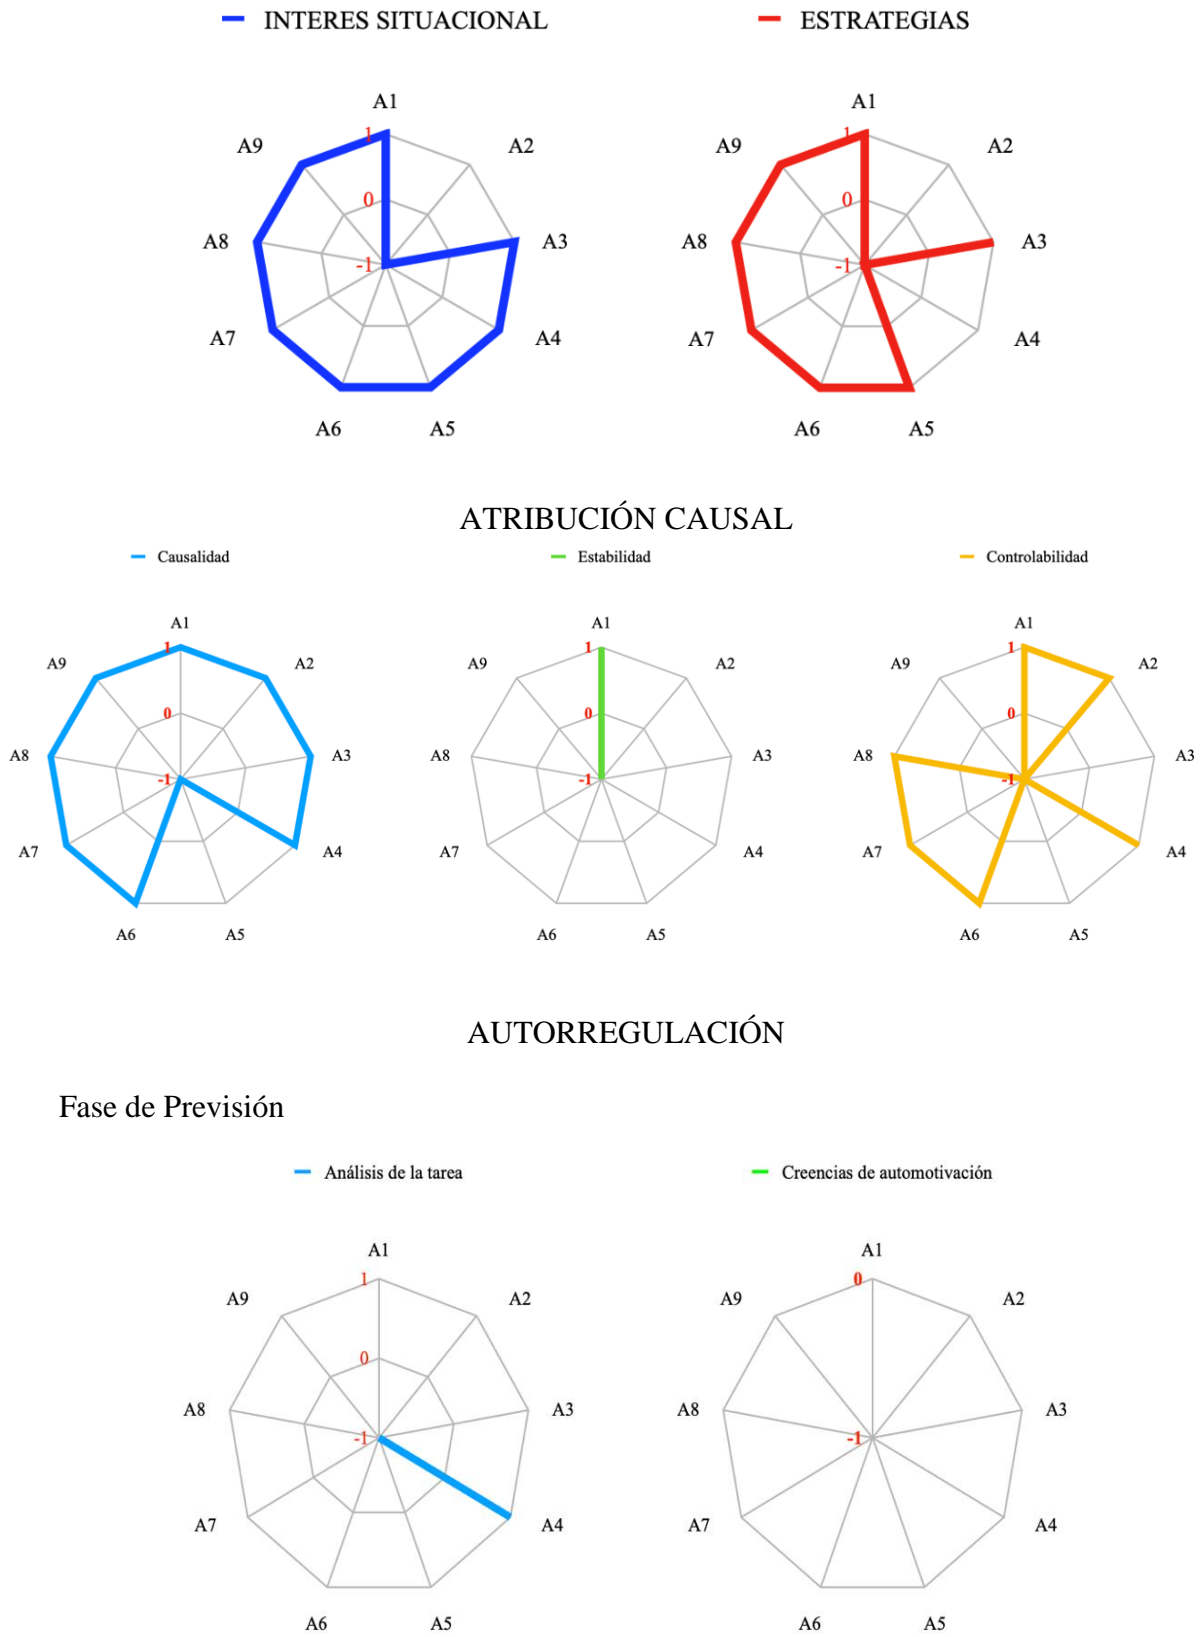 INTERES SITUACIONAL ESTRATEGIAS
A1 A1
A9 1 A2 A9 1 A2
0 0
A8 -1 A3 A8 -1 A3
A7 A4 A7 A4
A6 A5 A6 A5
ATRIBUCIÓN CAUSAL
Causalidad Estabilidad Controlabilidad
A1 A1 A1
1 1 1
A9 A2 A9 A2 A9 A2
0 0 0
A8 A3 A8 A3 A8 A3
-1 -1 -1
A7 A4 A7 A4 A7 A4
A6 A5 A6 A5 A6 A5
AUTORREGULACIÓN
Fase de Previsión
Análisis de la tarea Creencias de automotivación
A1 A1
1 0
A9 A2 A9 A2
0
A8 A3 A8 A3
-1 -1
A7 A4 A7 A4
A6 A5 A6 A5